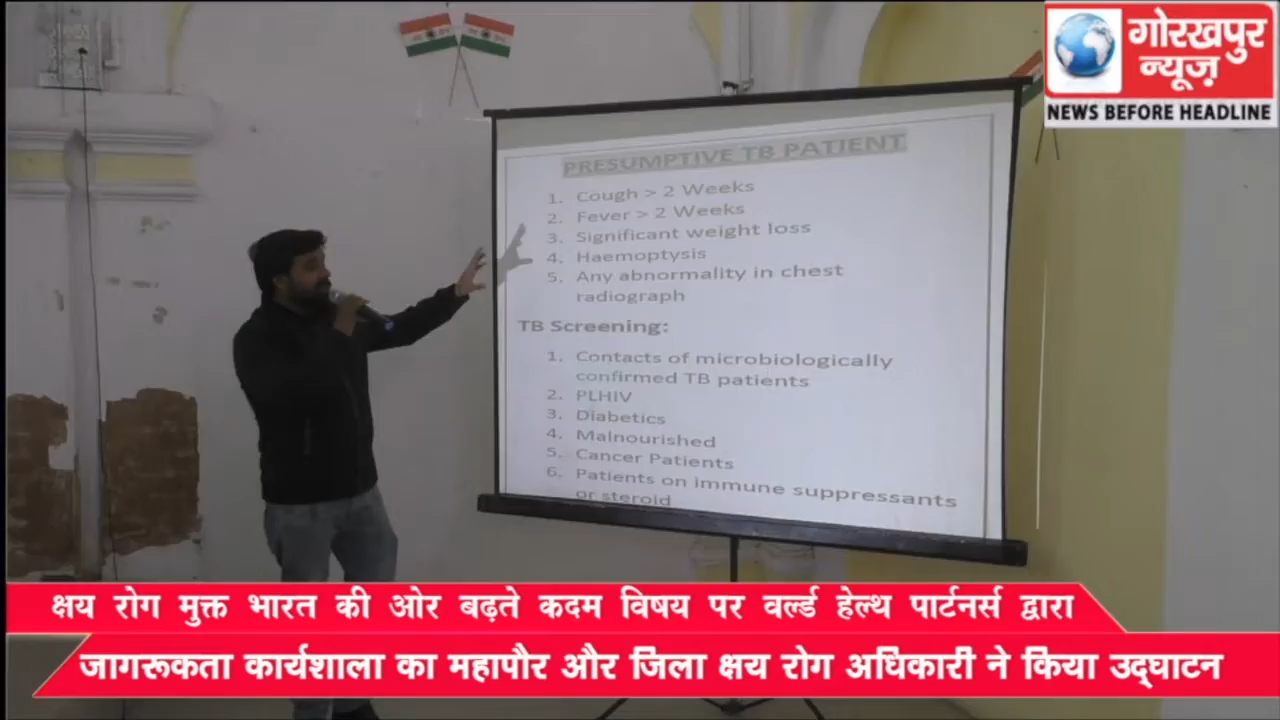 गोरखपुर
न्यूज़
NEWS BEFORE HEADLINE
PRESUMPTIVE TB PATIENT
1. Cough > 2 Weeks
2. Fever > 2 Weeks
3. Significant weight loss
4. Haemoptysis
5. Any abnormality in chest
radiograph
TB Screening:
1. Contacts of microbiologically
confirmed TB patients
2. PLHIV
3. Diabetics
4. Malnourished
5. Cancer Patients
6. Patients on immune suppressants
or steroid
क्षय रोग मुक्त भारत की ओर बढ़ते कदम विषय पर वर्ल्ड हेल्थ पार्टनर्स द्वारा
जागरूकता कार्यशाला का महापौर और जिला क्षय रोग अधिकारी ने किया उद्घाटन